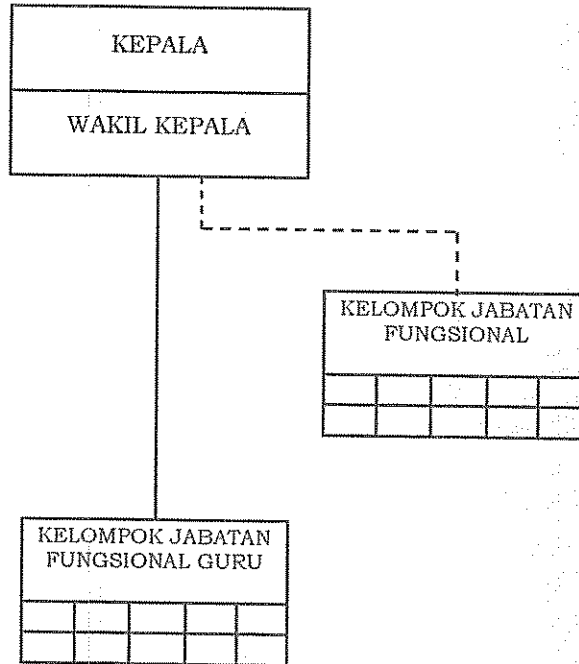 KEPALA
WAKIL KEPALA
KELOMPOK JABATAN
FUNGSIONAL
KELOMPOK JABATAN
FUNGSIONAL GURU